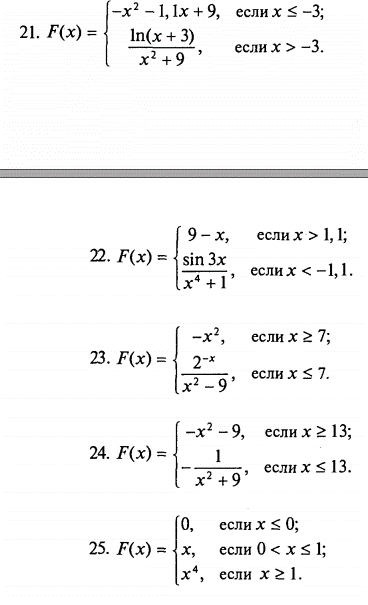 21. F(x) = { −x² − 1,1x + 9, если x ≤ −3;
ln(x + 3) / x² + 9, если x > −3.
22. F(x) = { 9 − x, если x > 1,1;
sin 3x / x⁴ + 1, если x < −1,1.
23. F(x) = { −x², если x ≥ 7;
2⁻ˣ / x² − 9, если x ≤ 7.
24. F(x) = { −x² − 9, если x ≥ 13;
−1 / x² + 9, если x ≤ 13.
25. F(x) = { 0, если x ≤ 0;
x, если 0 < x ≤ 1;
x⁴, если x ≥ 1.